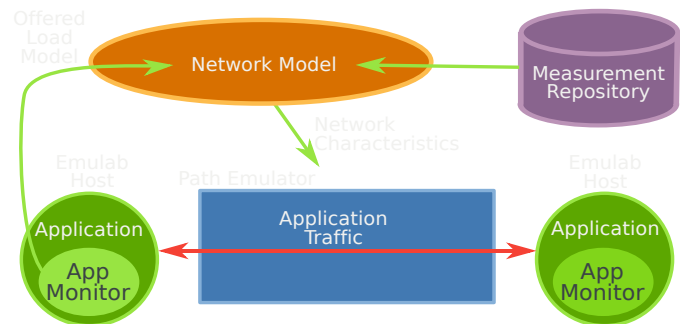 Offered
Load
Model
Network Model
Measurement
Repository
Network
Characteristics
Emulab
Host
Path Emulator
Emulab
Host
Application
App
Monitor
Application
Traffic
Application
App
Monitor